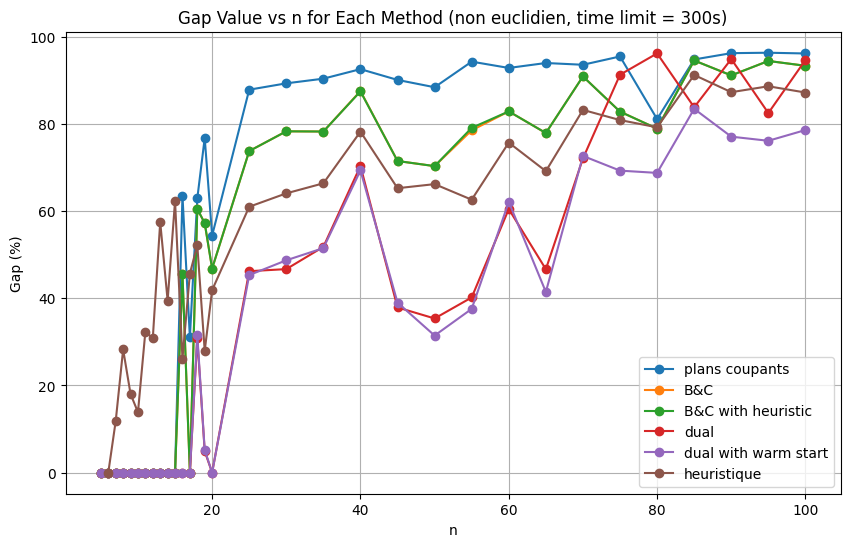 Gap Value vs n for Each Method (non euclidien, time limit = 300s)
Gap (%)
100
80
60
40
20
0
20
40
60
80
100
n
plans coupants
B&C
B&C with heuristic
dual
dual with warm start
heuristique